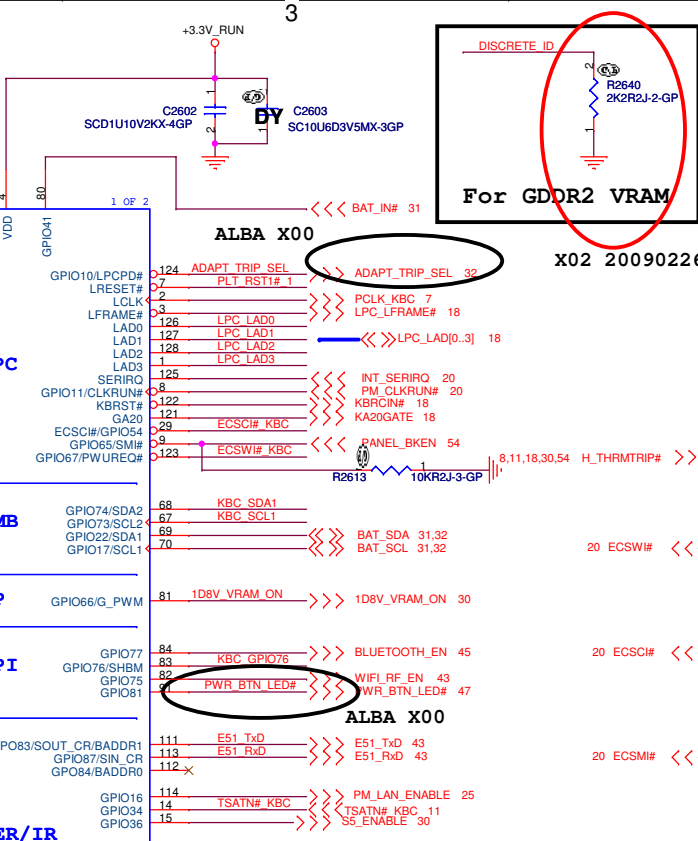 3
+3.3V_RUN
DISCRETE_ID
2
R2640
2K2R2J-2-GP
1
For GDDR2 VRAM
X02 20090226
1
C2602
SCD1U10V2KX-4GP
2
DY
C2603
SC10U6D3V5MX-3GP
1
4
80
VDD
GPIO41
1 OF 2
BAT_IN# 31
ALBA X00
GPIO10/LPCPD# 124 ADAPT_TRIP_SEL ADAPT_TRIP_SEL 32
LRESET# 7 PLT_RST1#_1
LCLK 2 PCLK_KBC 7
LFRAME# 3 LPC_LFRAME# 18
LAD0 126 LPC_LAD0
LAD1 127 LPC_LAD1 LPC_LAD[0..3] 18
LAD2 128 LPC_LAD2
LAD3 1 LPC_LAD3
PC
SERIRQ 125 INT_SERIRQ 20
GPIO11/CLKRUN# 8 PM_CLKRUN# 20
KBRST# 122 KBRCIN# 18
GA20 121 KA20GATE 18
ECSCI#/GPIO54 29 ECSCI#_KBC
GPIO65/SMI# 9 PANEL_BKEN 54
GPIO67/PWUREQ# 123 ECSWI#_KBC
R2613 1 10KR2J-3-GP
8,11,18,30,54 H_THRMTRIP#
MB
GPIO74/SDA2 68 KBC_SDA1
GPIO73/SCL2 67 KBC_SCL1
GPIO22/SDA1 69 BAT_SDA 31,32
GPIO17/SCL1 70 BAT_SCL 31,32
20 ECSWI#
P
GPIO66/G_PWM 81 1D8V_VRAM_ON 1D8V_VRAM_ON 30
PI
GPIO77 84 BLUETOOTH_EN 45
20 ECSCI#
GPIO76/SHBM 83 KBC_GPIO76
GPIO75 82 WIFI_RF_EN 43
GPIO81 91 PWR_BTN_LED# PWR_BTN_LED# 47
ALBA X00
PO83/SOUT_CR/BADDR1 111 E51_TxD E51_TxD 43
GPIO87/SIN_CR 113 E51_RxD E51_RxD 43
20 ECSMI#
GPO84/BADDR0 112
GPIO16 114 PM_LAN_ENABLE 25
GPIO34 14 TSATN#_KBC TSATN#_KBC 11
GPIO36 15 S5_ENABLE 30
ER/IR